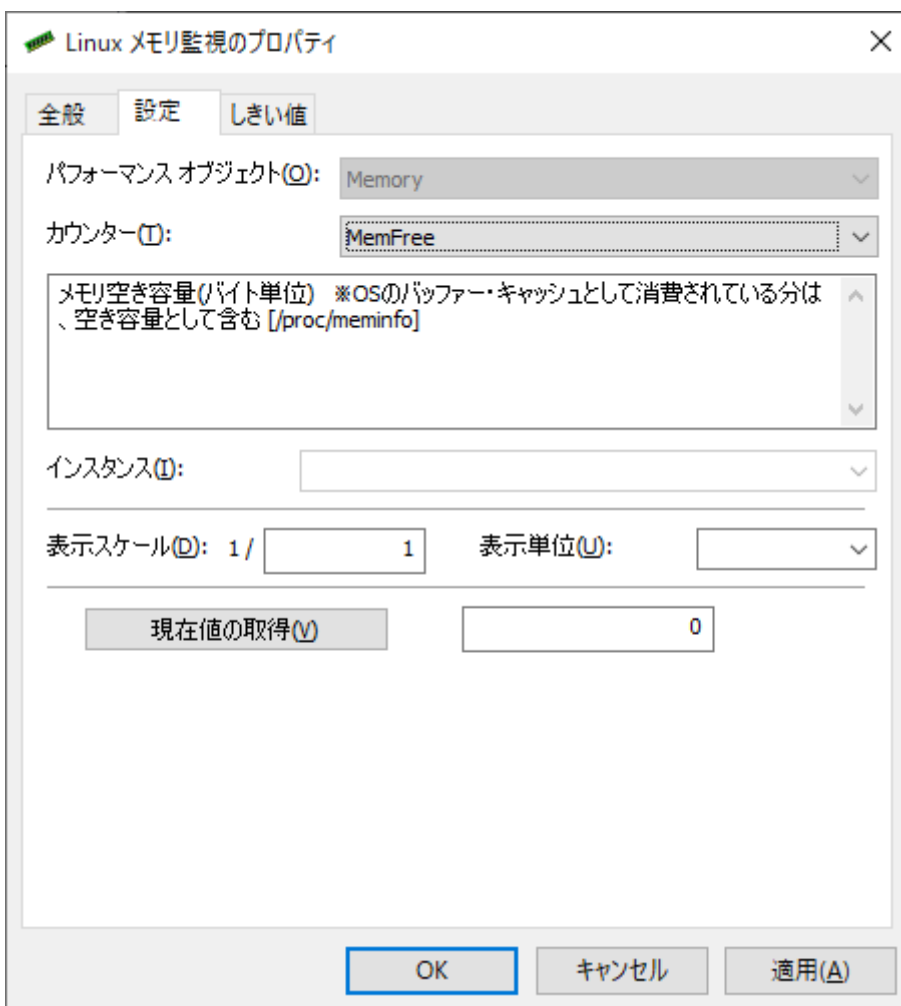 Linux メモリ監視のプロパティ
全般 設定 しきい値
パフォーマンス オブジェクト(O): Memory
カウンター(T): MemFree
メモリ空き容量(バイト単位)　※OSのバッファー・キャッシュとして消費されている分は
、空き容量として含む [/proc/meminfo]
インスタンス(I):
表示スケール(D): 1 / 1 表示単位(U):
現在値の取得(V) 0
OK キャンセル 適用(A)